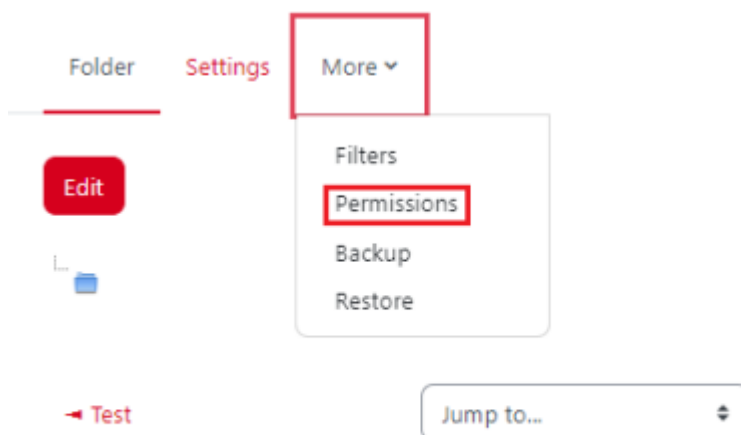 Folder Settings More
Filters
Edit
Permissions
Backup
Restore
Test Jump to...